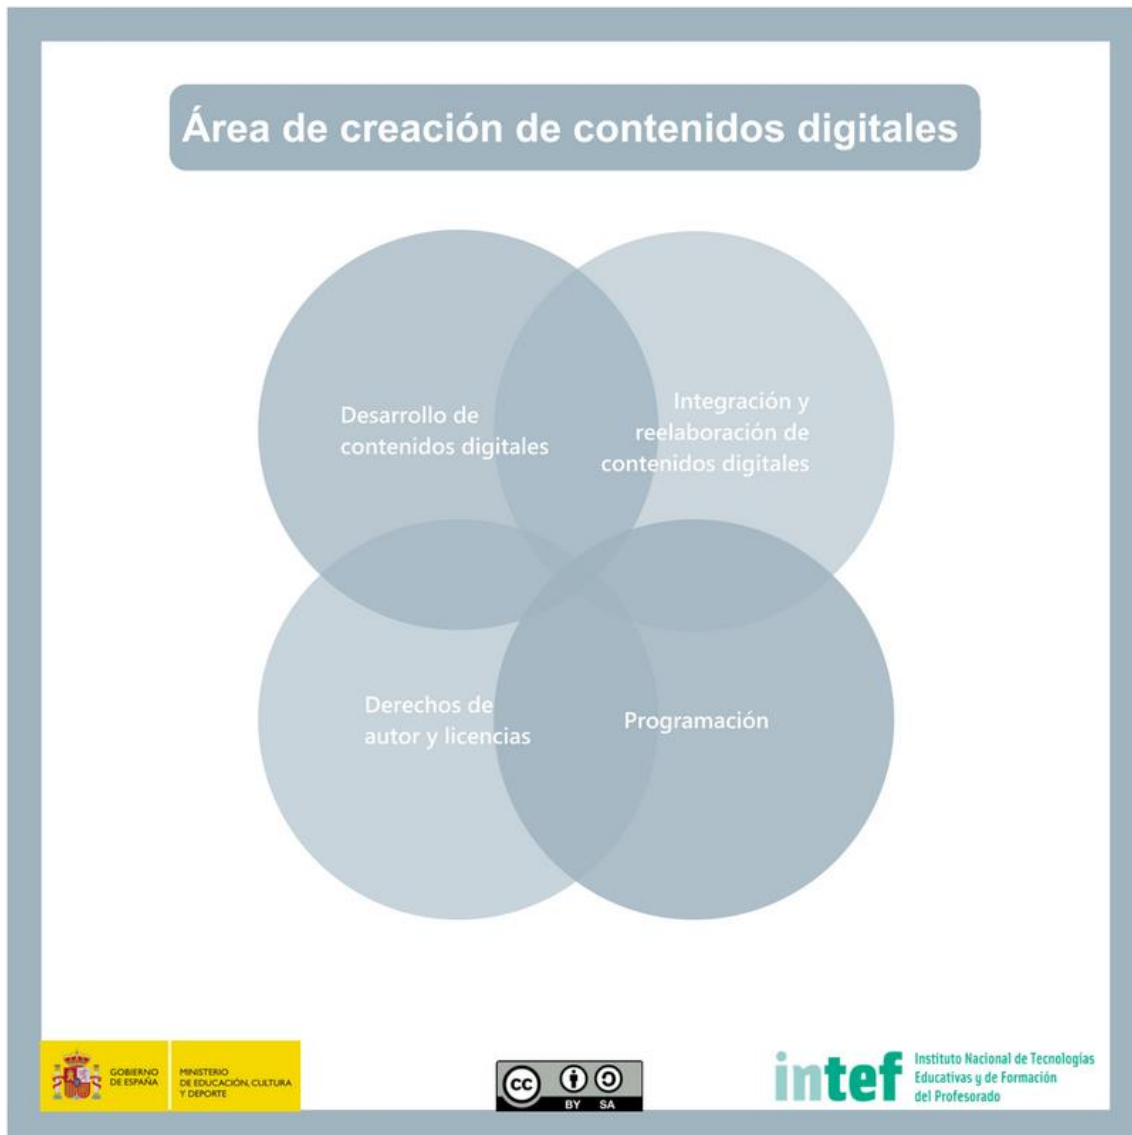 Área de creación de contenidos digitales
Desarrollo de
contenidos digitales
Integración y
reelaboración de
contenidos digitales
Derechos de
autor y licencias
Programación
GOBIERNO
DE ESPAÑA
MINISTERIO
DE EDUCACIÓN, CULTURA
Y DEPORTE
cc
BY SA
intef
Instituto Nacional de Tecnologías
Educativas y de Formación
del Profesorado